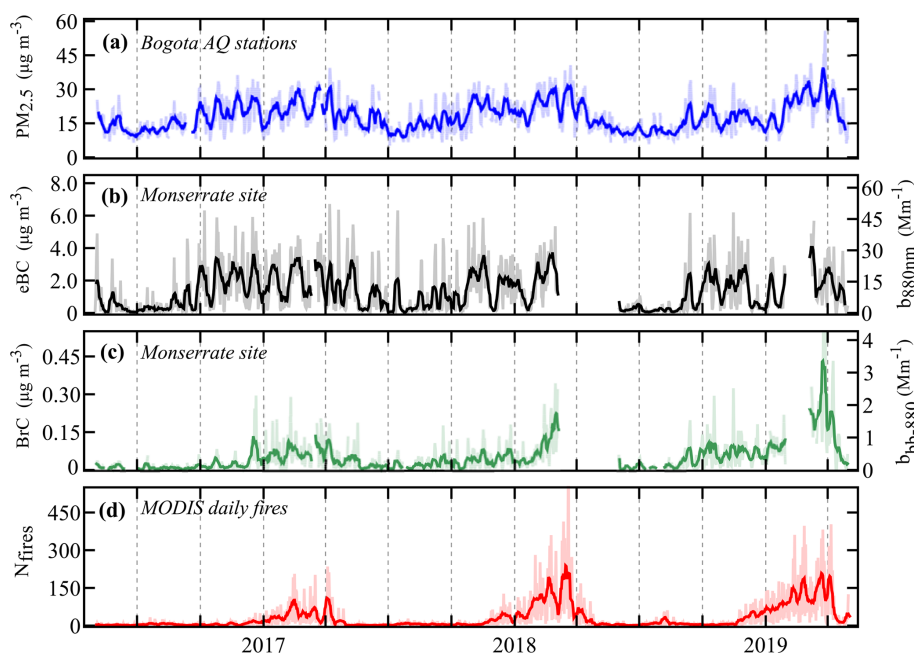 60
45
30
15
0
PM2.5 (µg m⁻³)
(a) Bogota AQ stations
8.0
6.0
4.0
2.0
0
eBC (µg m⁻³)
(b) Monserrate site
60
45
30
15
0
b880nm (Mm⁻¹)
0.45
0.30
0.15
0
BrC (µg m⁻³)
(c) Monserrate site
4
3
2
1
0
bbb-880 (Mm⁻¹)
450
300
150
0
Nfires
(d) MODIS daily fires
2017 2018 2019